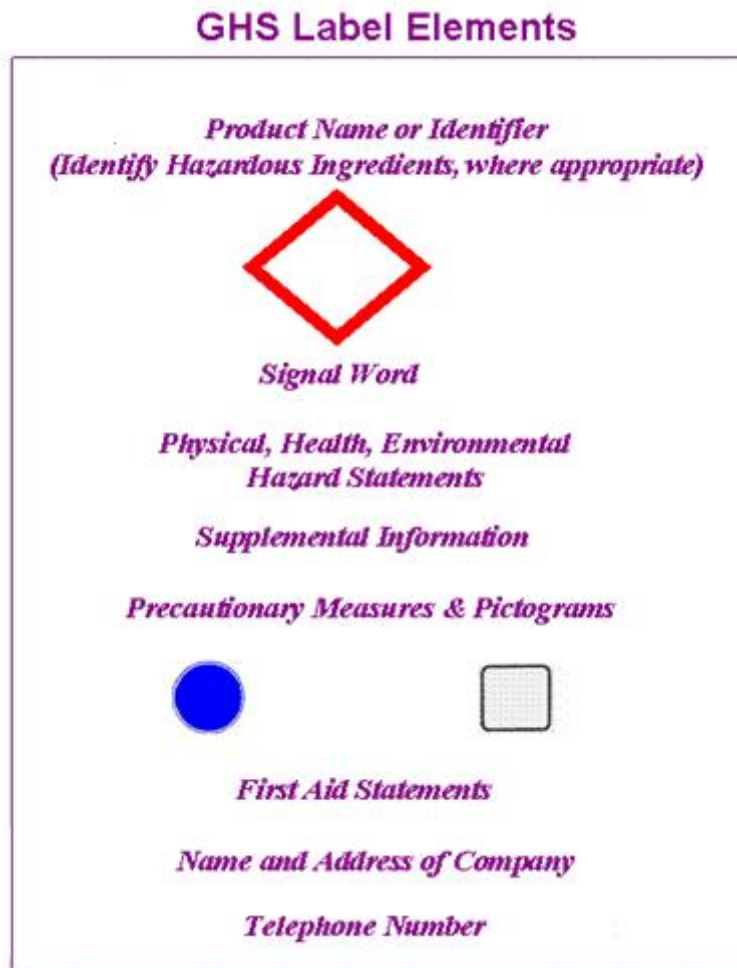 GHS Label Elements
Product Name or Identifier
(Identify Hazardous Ingredients, where appropriate)
Signal Word
Physical, Health, Environmental
Hazard Statements
Supplemental Information
Precautionary Measures & Pictograms
First Aid Statements
Name and Address of Company
Telephone Number